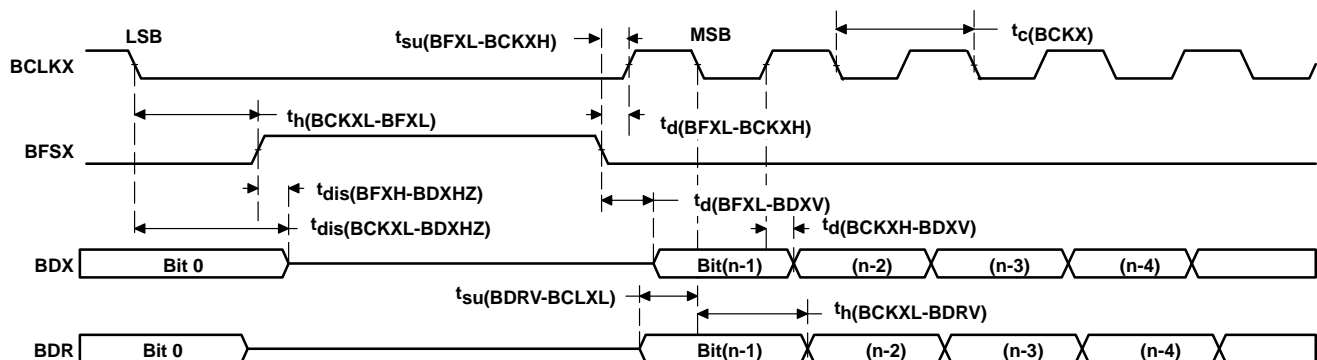 LSB
tsu(BFXL-BCKXH)
MSB
tc(BCKX)
BCLKX
th(BCKXL-BFXL)
td(BFXL-BCKXH)
BFSX
tdis(BFXH-BDXHZ)
td(BFXL-BDXV)
tdis(BCKXL-BDXHZ)
td(BCKXH-BDXV)
BDX Bit 0 Bit(n-1) (n-2) (n-3) (n-4)
tsu(BDRV-BCLXL)
th(BCKXL-BDRV)
BDR Bit 0 Bit(n-1) (n-2) (n-3) (n-4)